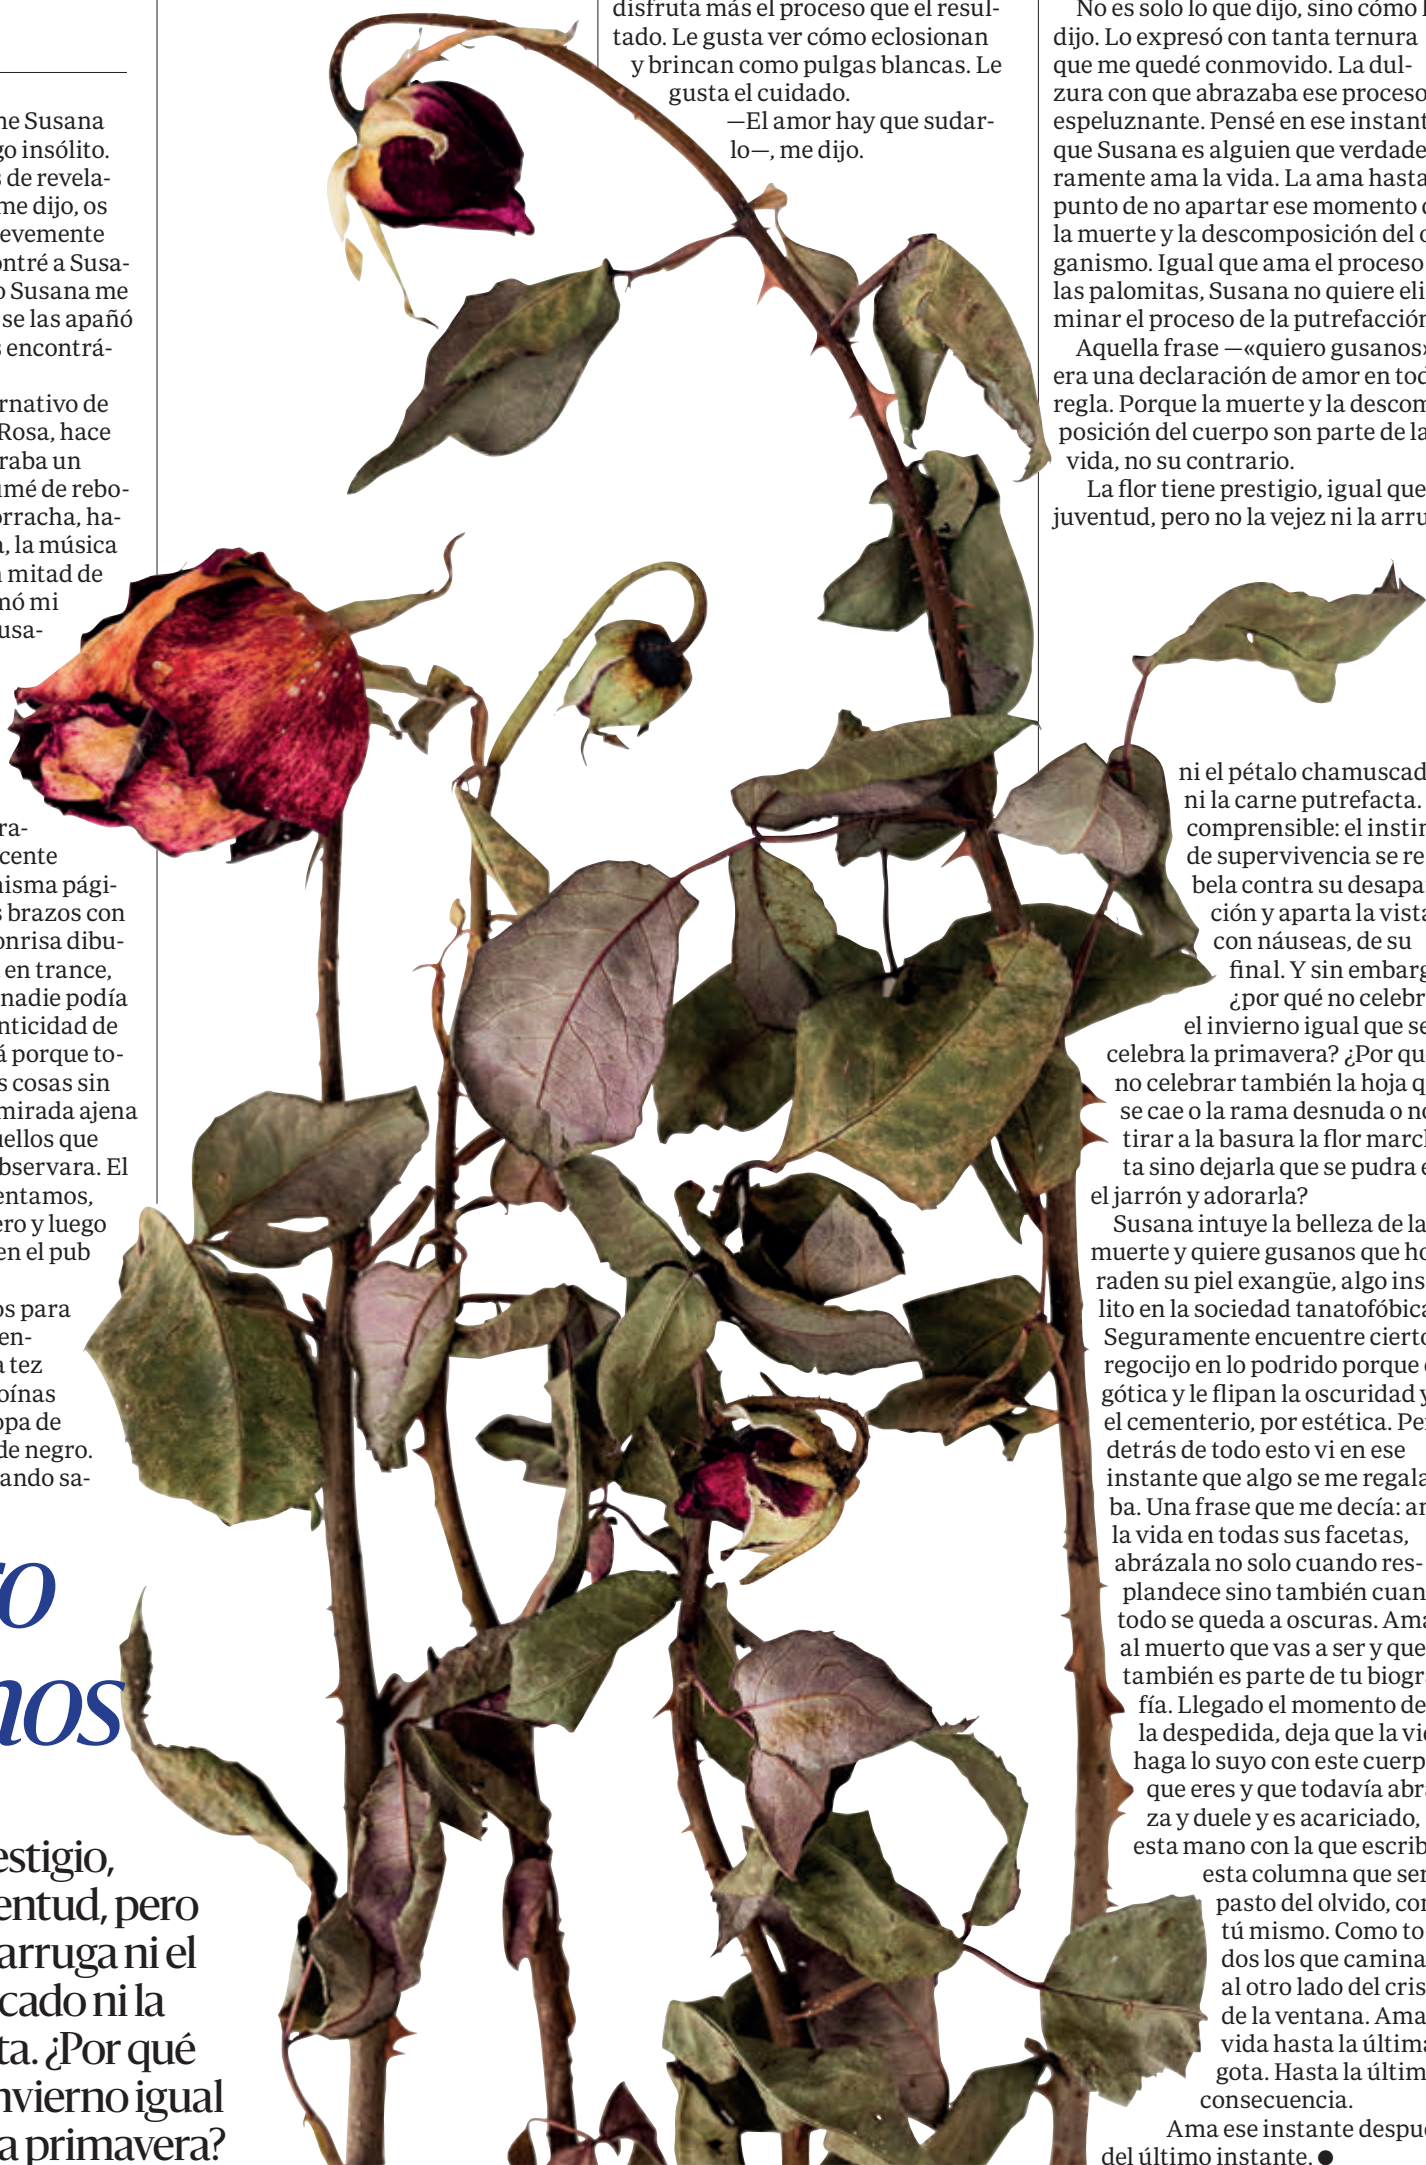 ne Susana
go insólito.
s de revela-
me dijo, os
evemente
ontré a Susa-
o Susana me
se las apañó
s encontrá-
rnativo de
Rosa, hace
raba un
umé de rebo-
orracha, ha-
a, la música
n mitad de
mó mi
usa-
ra-
cente
misma pági-
s brazos con
onrisa dibu-
en trance,
nadie podía
nticidad de
á porque to-
s cosas sin
mirada ajena
uellos que
bservara. El
entamos,
ero y luego
en el pub
os para
en-
a tez
oínas
opa de
de negro.
ando sa-
ro
nos
estigio,
entud, pero
arruga ni el
cado ni la
ta. ¿Por qué
nvierno igual
a primavera?
disfruta más el proceso que el resul-
tado. Le gusta ver cómo eclosionan
y brincan como pulgas blancas. Le
gusta el cuidado.
—El amor hay que sudar-
lo—, me dijo.
No es solo lo que dijo, sino cómo l
dijo. Lo expresó con tanta ternura
que me quedé conmovido. La dul-
zura con que abrazaba ese proceso
espeluznante. Pensé en ese instant
que Susana es alguien que verdade
ramente ama la vida. La ama hasta
punto de no apartar ese momento d
la muerte y la descomposición del o
ganismo. Igual que ama el proceso
las palomitas, Susana no quiere eli
minar el proceso de la putrefacción
Aquella frase —«quiero gusanos»
era una declaración de amor en tod
regla. Porque la muerte y la descom
posición del cuerpo son parte de la
vida, no su contrario.
La flor tiene prestigio, igual que
juventud, pero no la vejez ni la arru
ni el pétalo chamuscad
ni la carne putrefacta.
comprensible: el instin
de supervivencia se re
bela contra su desapa
ción y aparta la vista
con náuseas, de su
final. Y sin embarg
¿por qué no celebr
el invierno igual que se
celebra la primavera? ¿Por qu
no celebrar también la hoja q
se cae o la rama desnuda o no
tirar a la basura la flor march
ta sino dejarla que se pudra e
el jarrón y adorarla?
Susana intuye la belleza de la
muerte y quiere gusanos que ho
raden su piel exangüe, algo ins
lito en la sociedad tanatofóbica
Seguramente encuentre cierto
regocijo en lo podrido porque e
gótica y le flipan la oscuridad y
el cementerio, por estética. Per
detrás de todo esto vi en ese
instante que algo se me regala
ba. Una frase que me decía: am
la vida en todas sus facetas,
abrázala no solo cuando res-
plandece sino también cuan
todo se queda a oscuras. Ama
al muerto que vas a ser y que
también es parte de tu biogra
fía. Llegado el momento de
la despedida, deja que la vid
haga lo suyo con este cuerp
que eres y que todavía abra
za y duele y es acariciado,
esta mano con la que escrib
esta columna que ser
pasto del olvido, con
tú mismo. Como to
dos los que camina
al otro lado del cris
de la ventana. Ama
vida hasta la última
gota. Hasta la últim
consecuencia.
Ama ese instante despu
del último instante. ●